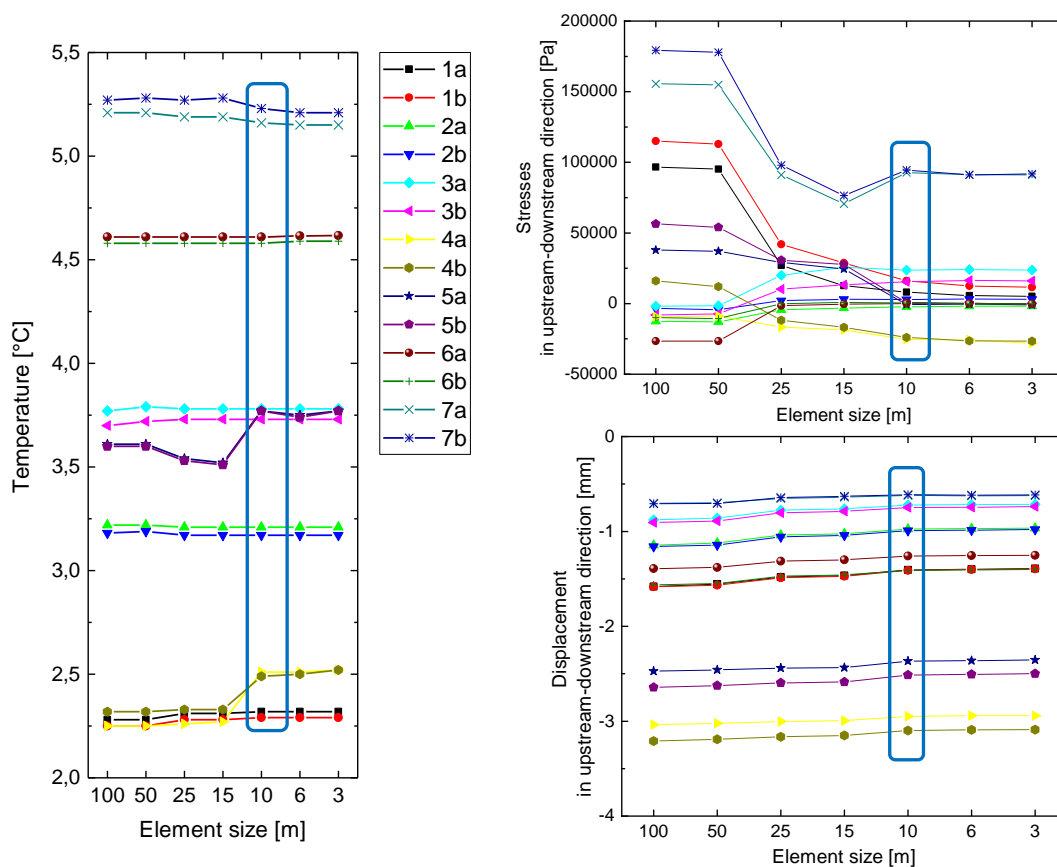 5,5
5,0
4,5
4,0
3,5
3,0
2,5
2,0
Temperature [°C]
100 50 25 15 10 6 3
Element size [m]
1a
1b
2a
2b
3a
3b
4a
4b
5a
5b
6a
6b
7a
7b
200000
150000
100000
50000
0
-50000
Stresses
in upstream-downstream direction [Pa]
100 50 25 15 10 6 3
Element size [m]
0
-1
-2
-3
-4
Displacement
in upstream-downstream direction [mm]
100 50 25 15 10 6 3
Element size [m]